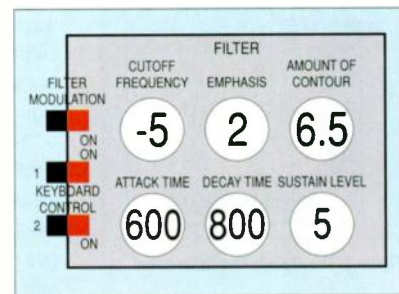 FILTER
CUTOFF FREQUENCY
EMPHASIS
AMOUNT OF CONTOUR
FILTER MODULATION
-5
2
6.5
ON
ON
1
KEYBOARD CONTROL
2
ON
ATTACK TIME
DECAY TIME
SUSTAIN LEVEL
600
800
5